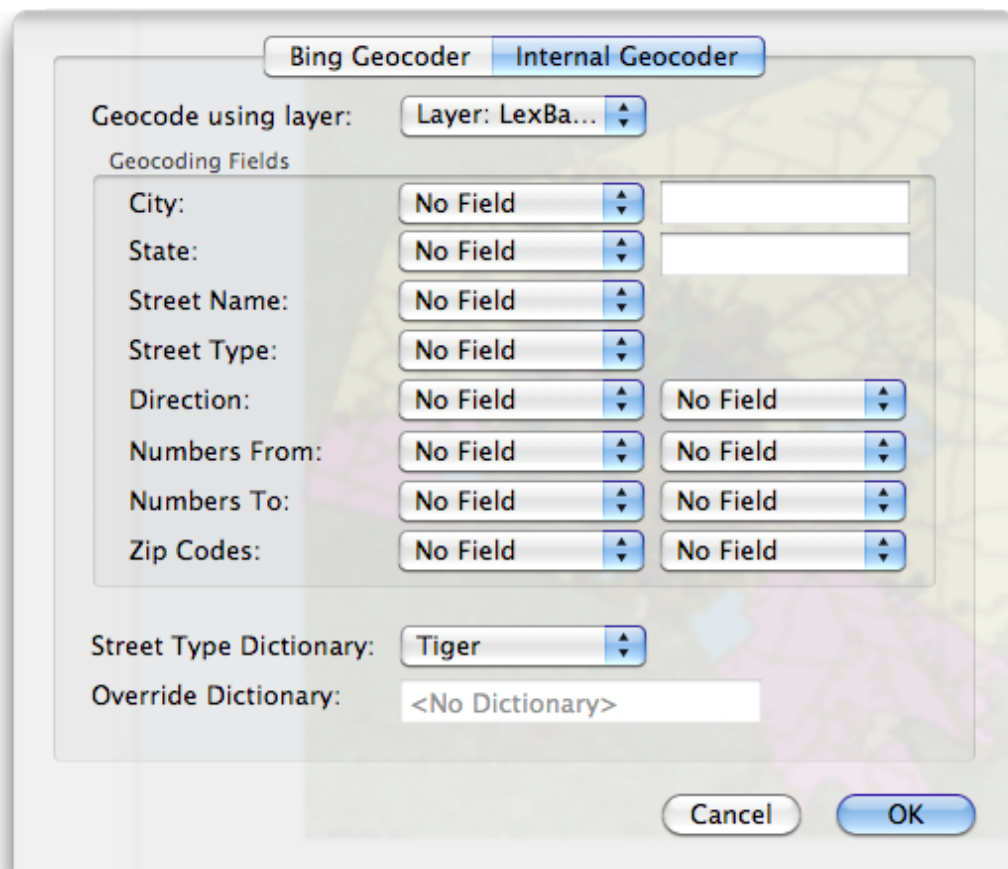 Bing Geocoder Internal Geocoder
Geocode using layer: Layer: LexBa...
Geocoding Fields
City: No Field
State: No Field
Street Name: No Field
Street Type: No Field
Direction: No Field No Field
Numbers From: No Field No Field
Numbers To: No Field No Field
Zip Codes: No Field No Field
Street Type Dictionary: Tiger
Override Dictionary: <No Dictionary>
Cancel OK